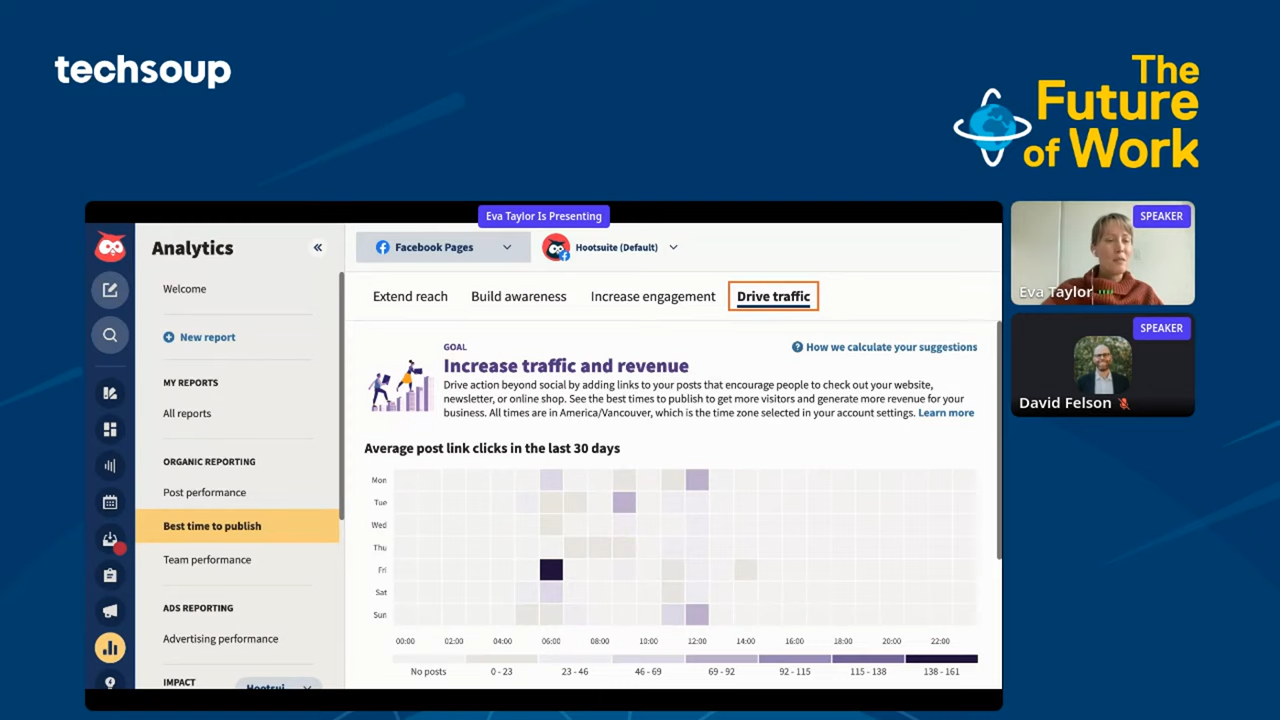 techsoup
The
Future
of Work
Eva Taylor Is Presenting
SPEAKER
Eva Taylor
SPEAKER
David Felson
Analytics
«
Welcome
New report
MY REPORTS
All reports
ORGANIC REPORTING
Post performance
Best time to publish
Team performance
ADS REPORTING
Advertising performance
IMPACT
Hootsui
Facebook Pages
Hootsuite (Default)
Extend reach
Build awareness
Increase engagement
Drive traffic
GOAL
How we calculate your suggestions
Increase traffic and revenue
Drive action beyond social by adding links to your posts that encourage people to check out your website,
newsletter, or online shop. See the best times to publish to get more visitors and generate more revenue for your
business. All times are in America/Vancouver, which is the time zone selected in your account settings. Learn more
Average post link clicks in the last 30 days
Mon
Tue
Wed
Thu
Fri
Sat
Sun
00:00 02:00 04:00 06:00 08:00 10:00 12:00 14:00 16:00 18:00 20:00 22:00
No posts 0 - 23 23 - 46 46 - 69 69 - 92 92 - 115 115 - 138 138 - 161